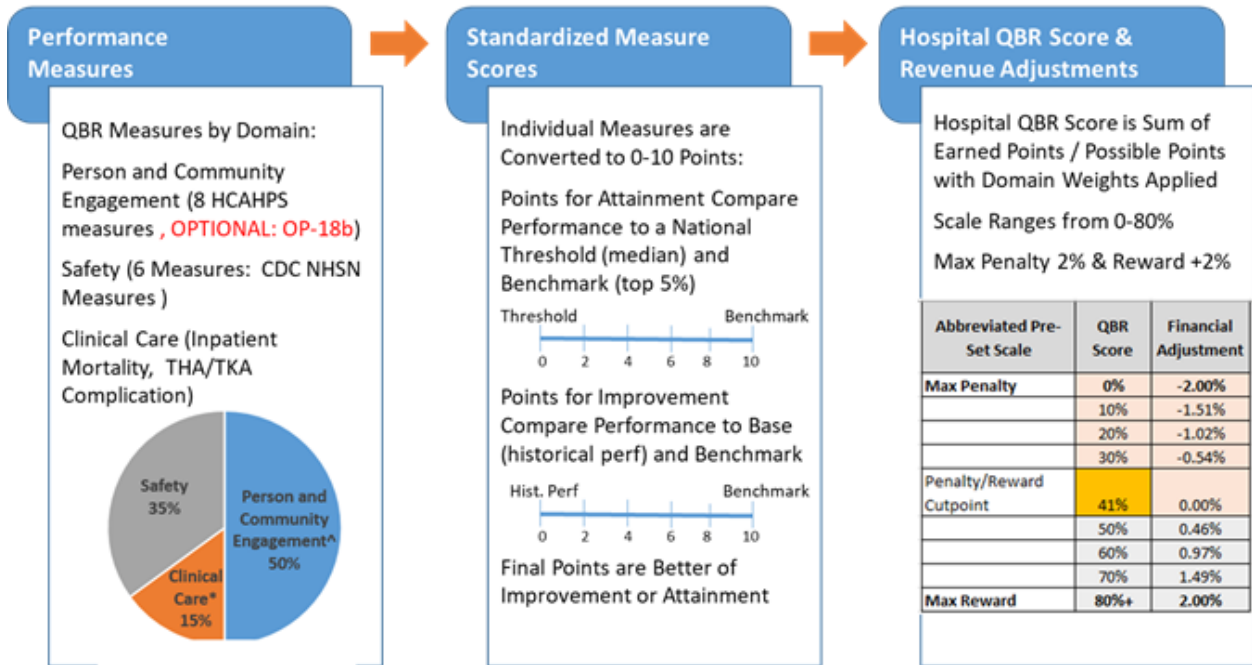 Performance
Measures
QBR Measures by Domain:
Person and Community
Engagement (8 HCAHPS
measures , OPTIONAL: OP-18b)
Safety (6 Measures: CDC NHSN
Measures )
Clinical Care (Inpatient
Mortality, THA/TKA
Complication)
Safety
35%
Person and
Community
Engagement^
50%
Clinical
Care*
15%
Standardized Measure
Scores
Individual Measures are
Converted to 0-10 Points:
Points for Attainment Compare
Performance to a National
Threshold (median) and
Benchmark (top 5%)
Threshold Benchmark
0 2 4 6 8 10
Points for Improvement
Compare Performance to Base
(historical perf) and Benchmark
Hist. Perf Benchmark
0 2 4 6 8 10
Final Points are Better of
Improvement or Attainment
Hospital QBR Score &
Revenue Adjustments
Hospital QBR Score is Sum of
Earned Points / Possible Points
with Domain Weights Applied
Scale Ranges from 0-80%
Max Penalty 2% & Reward +2%
Abbreviated Pre-
Set Scale
QBR
Score
Financial
Adjustment
Max Penalty 0% -2.00%
10% -1.51%
20% -1.02%
30% -0.54%
Penalty/Reward
Cutpoint 41% 0.00%
50% 0.46%
60% 0.97%
70% 1.49%
Max Reward 80%+ 2.00%